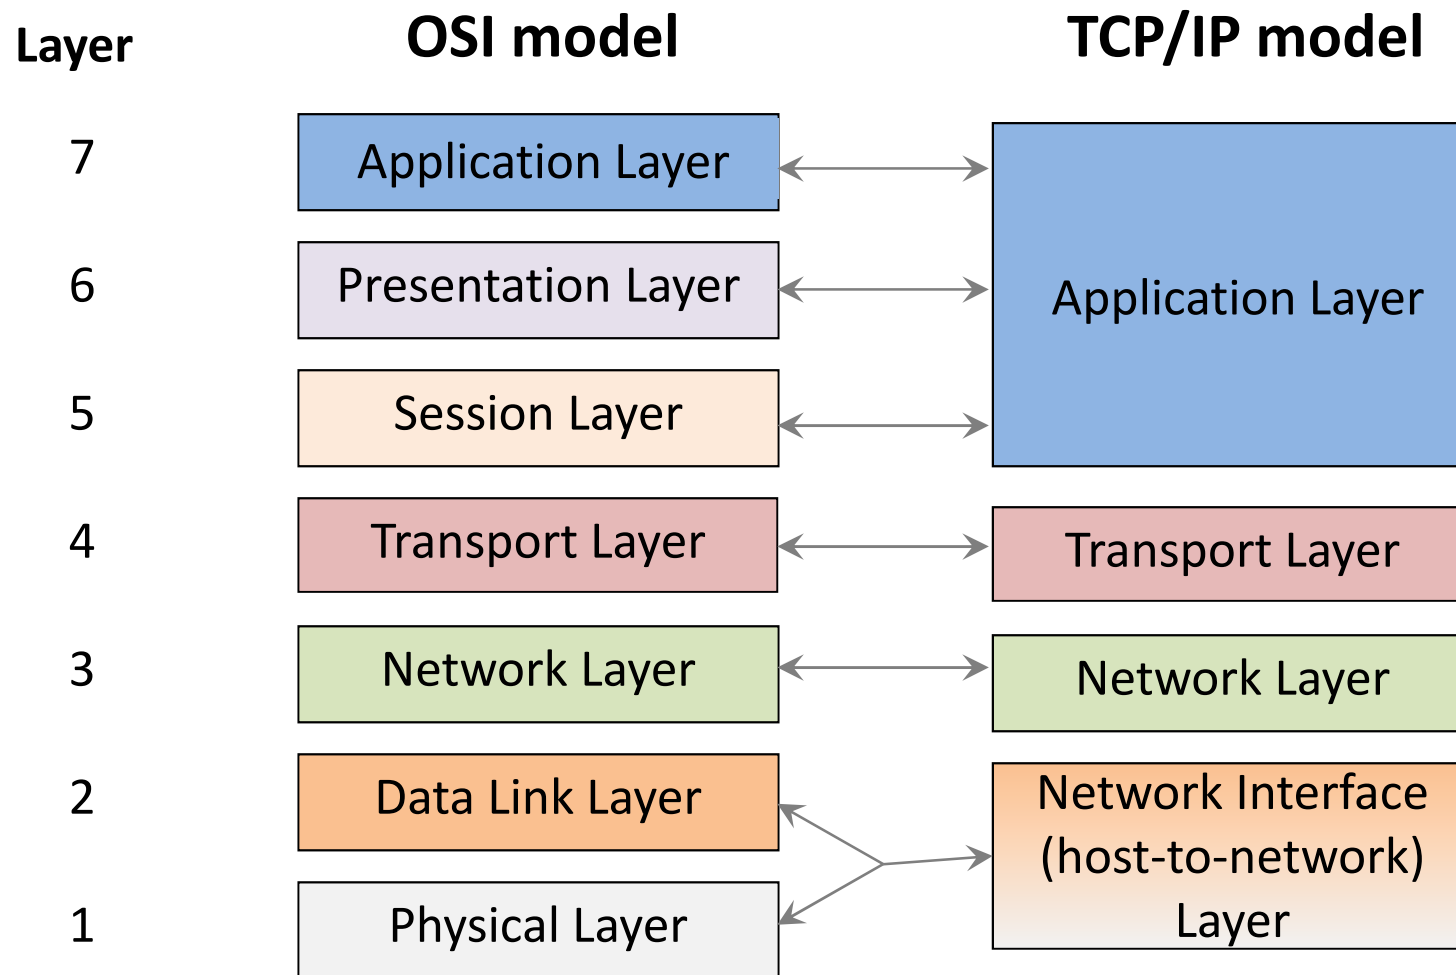 Layer OSI model TCP/IP model
7 Application Layer
6 Presentation Layer Application Layer
5 Session Layer
4 Transport Layer Transport Layer
3 Network Layer Network Layer
2 Data Link Layer Network Interface
(host-to-network)
1 Physical Layer Layer